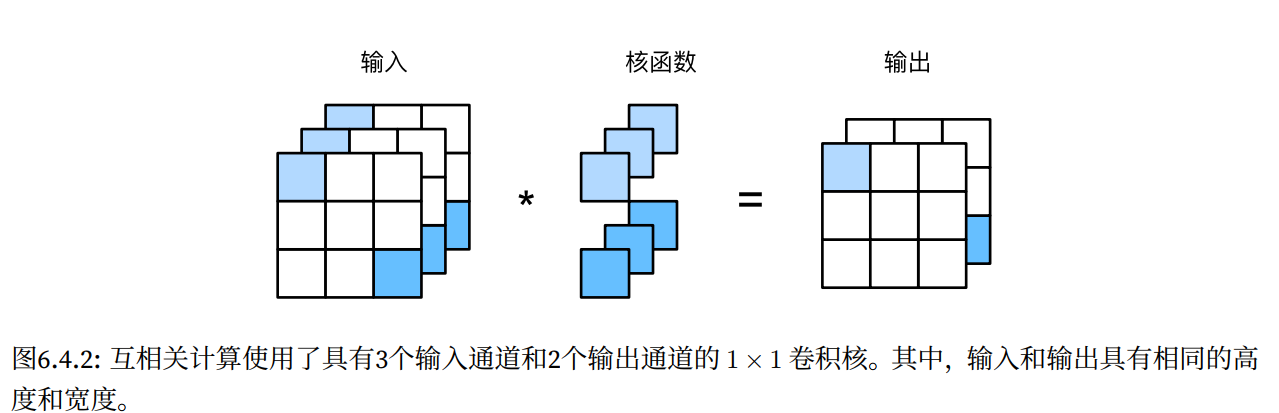 输入 核函数 输出
* =
图6.4.2: 互相关计算使用了具有3个输入通道和2个输出通道的 1 × 1 卷积核。其中，输入和输出具有相同的高
度和宽度。